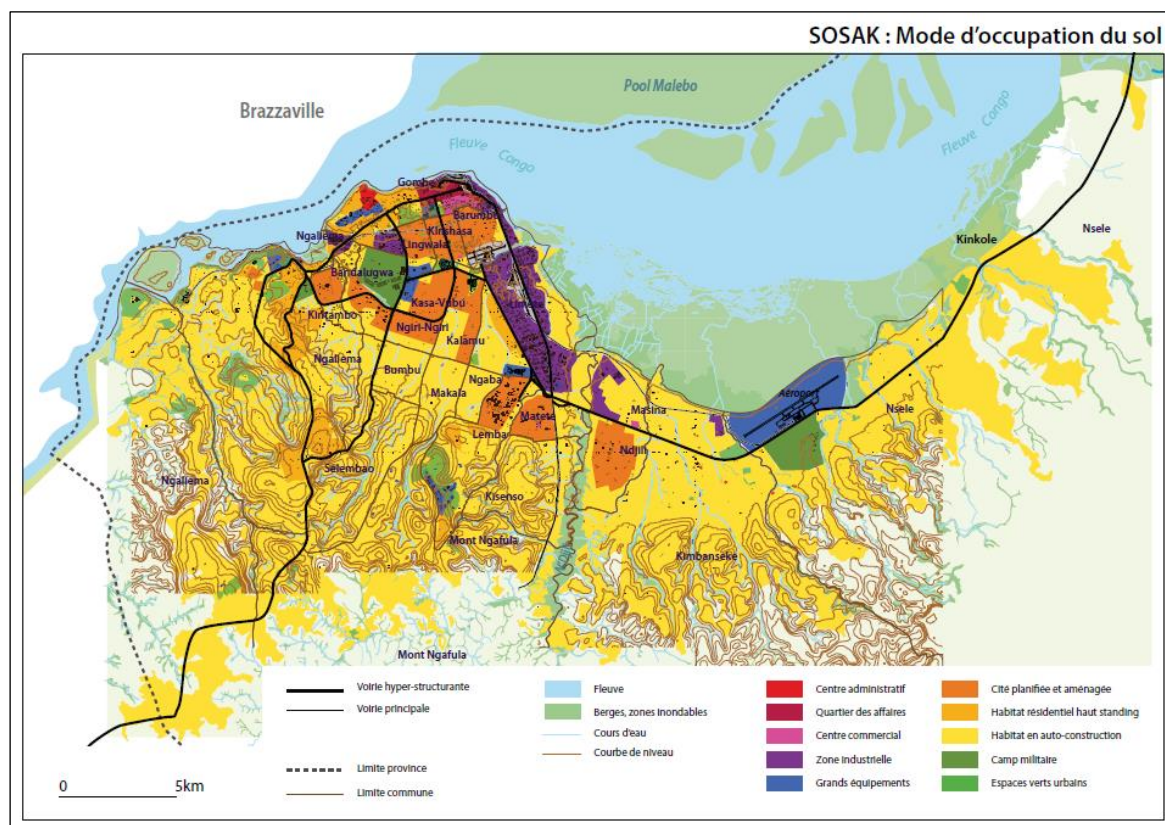 SOSAK : Mode d'occupation du sol
Pool Malebo
Brazzaville
Fleuve Congo
Fleuve Congo
Gombe
Barumbu
Kinshasa
Ngaliema
Lingwala
Kinkole
Nsele
Bandalugwa
Kasa-Vubu
Kintambo
Ngiri-Ngiri
Kalamu
Ngaliema
Bumbu
Ngaba
Makala
Aéroport
Masina
Nsele
Matete
Lemba
Ndjili
Selembao
Ngaliema
Kisenso
Mont Ngafula
Kimbanseke
Mont Ngafula
Voirie hyper-structurante
Voirie principale
Limite province
Limite commune
Fleuve
Berges, zones inondables
Cours d'eau
Courbe de niveau
Centre administratif
Quartier des affaires
Centre commercial
Zone industrielle
Grands équipements
Cité planifiée et aménagée
Habitat résidentiel haut standing
Habitat en auto-construction
Camp militaire
Espaces verts urbains
0 5km